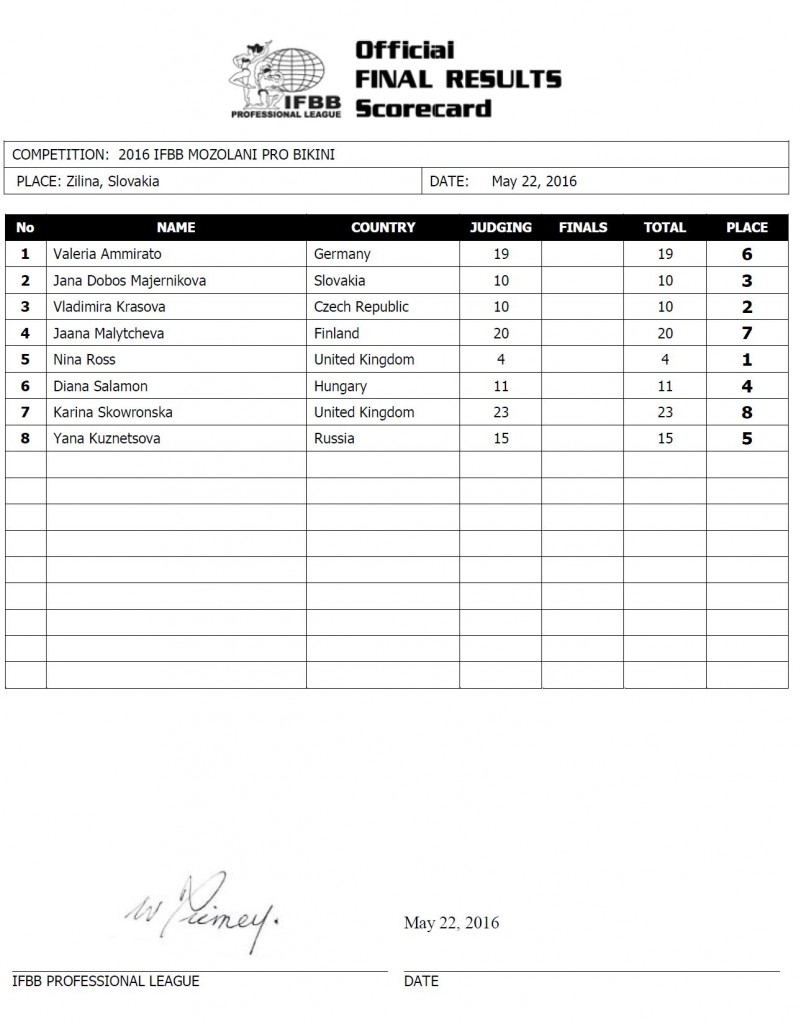 Official
FINAL RESULTS
Scorecard
IFBB
PROFESSIONAL LEAGUE
COMPETITION: 2016 IFBB MOZOLANI PRO BIKINI
PLACE: Zilina, Slovakia DATE: May 22, 2016
No NAME COUNTRY JUDGING FINALS TOTAL PLACE
1 Valeria Ammirato Germany 19 19 6
2 Jana Dobos Majernikova Slovakia 10 10 3
3 Vladimira Krasova Czech Republic 10 10 2
4 Jaana Malytcheva Finland 20 20 7
5 Nina Ross United Kingdom 4 4 1
6 Diana Salamon Hungary 11 11 4
7 Karina Skowronska United Kingdom 23 23 8
8 Yana Kuznetsova Russia 15 15 5
May 22, 2016
IFBB PROFESSIONAL LEAGUE DATE